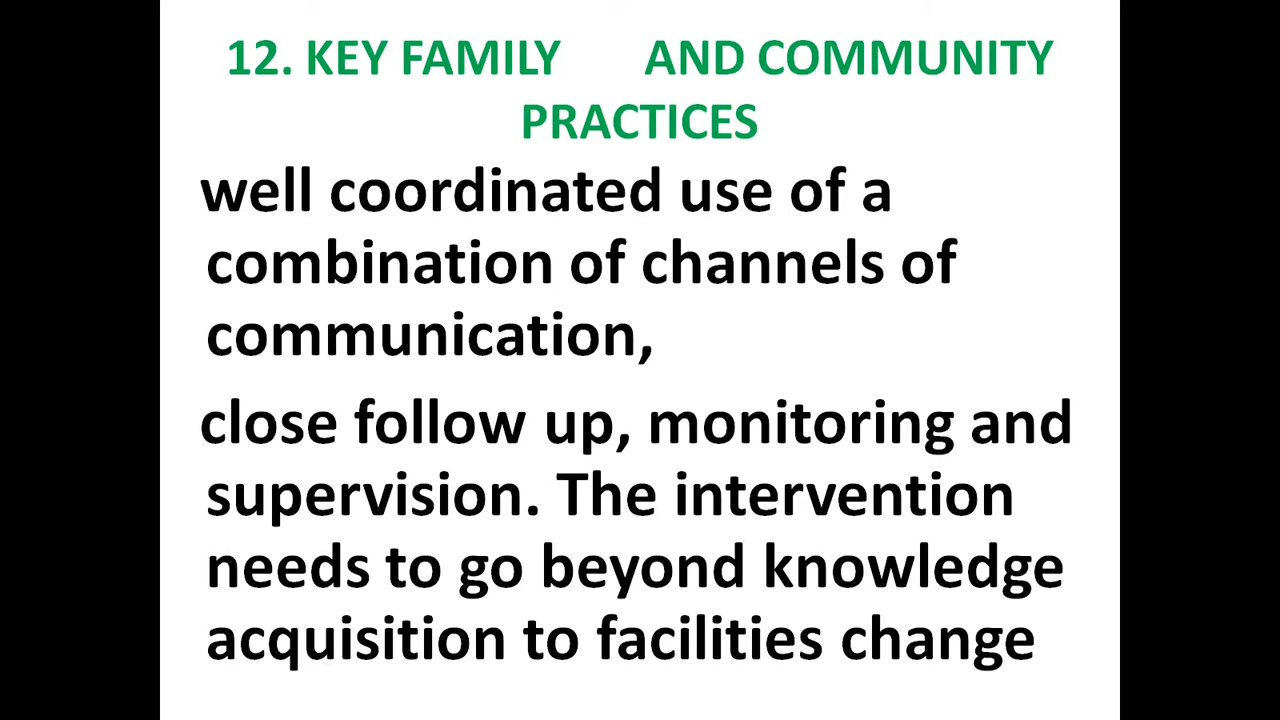 12. KEY FAMILY AND COMMUNITY
PRACTICES
well coordinated use of a
combination of channels of
communication,
close follow up, monitoring and
supervision. The intervention
needs to go beyond knowledge
acquisition to facilities change